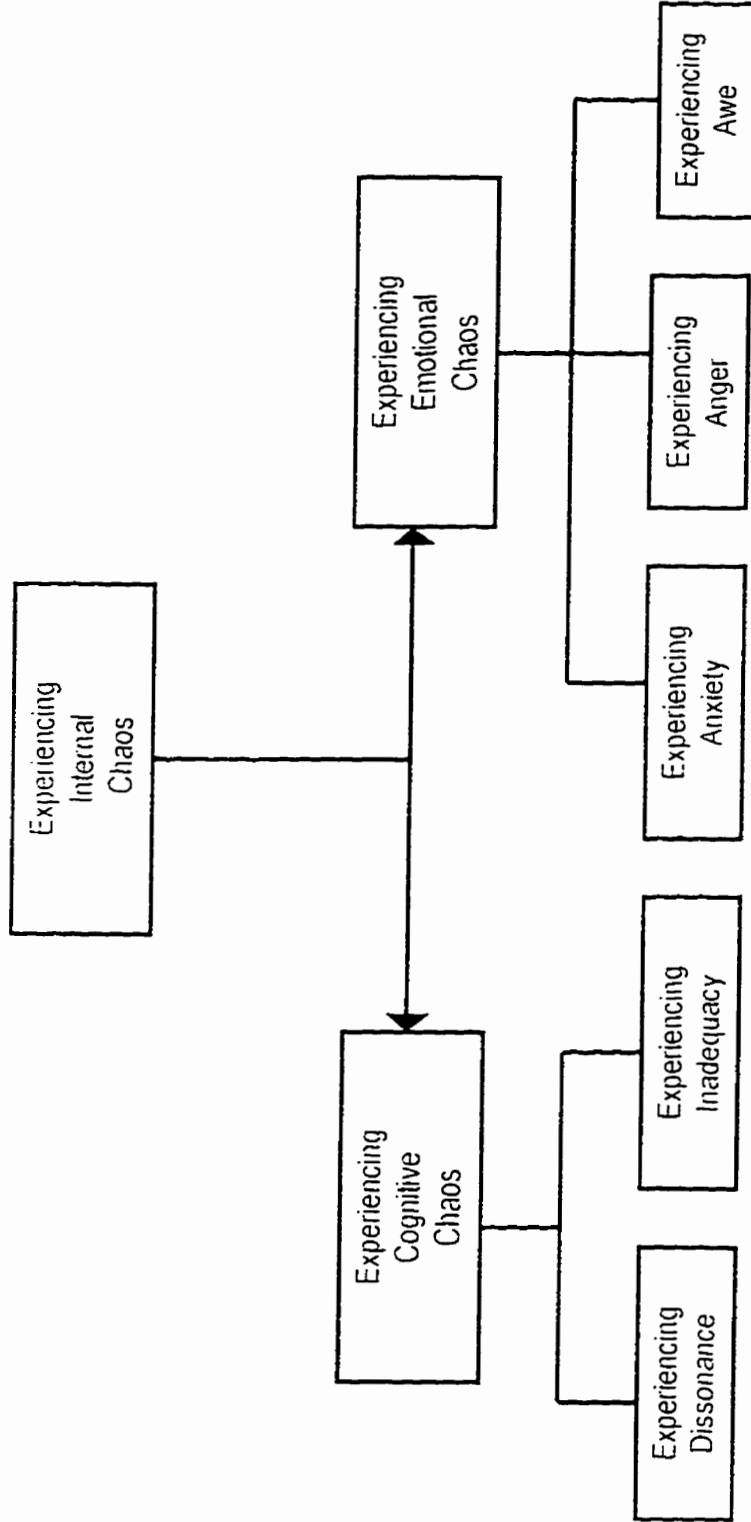 Experiencing
Internal
Chaos
Experiencing
Cognitive
Chaos
Experiencing
Emotional
Chaos
Experiencing
Dissonance
Experiencing
Inadequacy
Experiencing
Anxiety
Experiencing
Anger
Experiencing
Awe